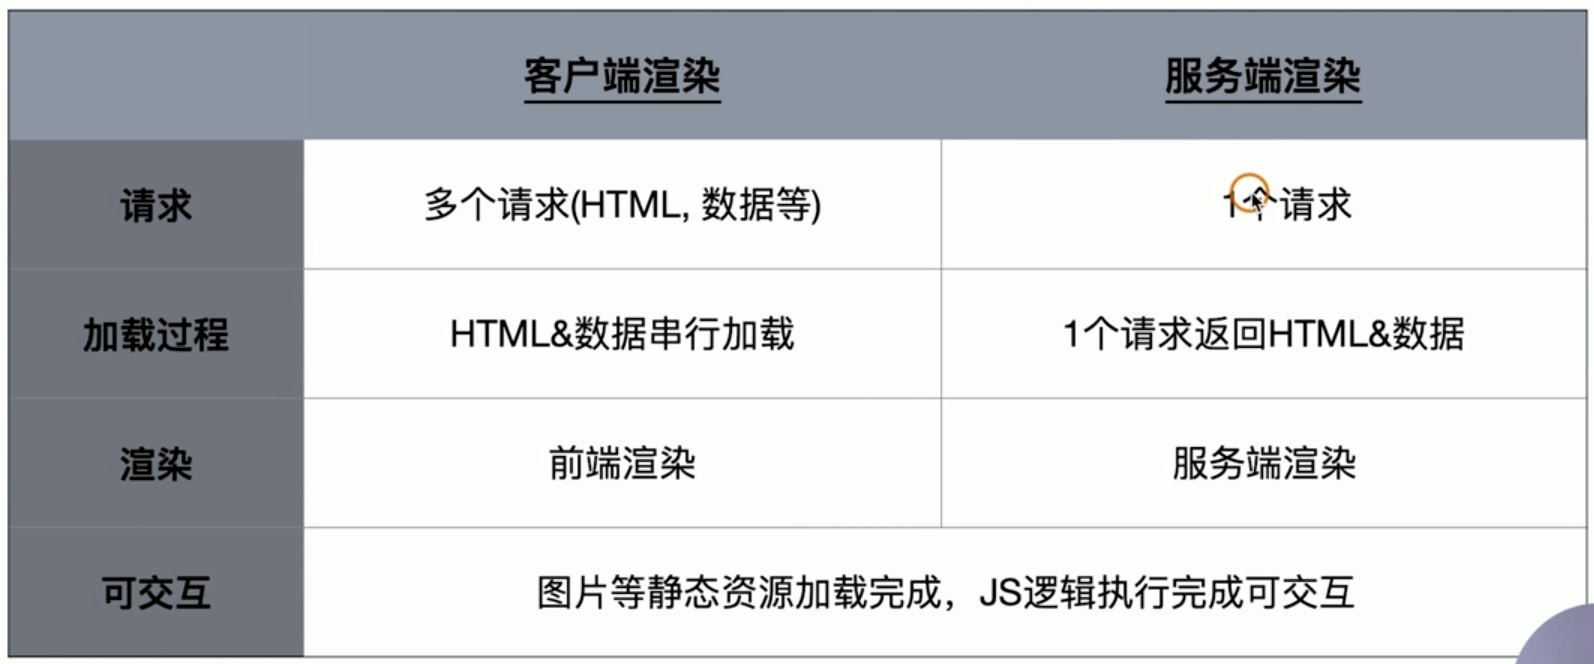 客户端渲染 服务端渲染
请求 多个请求(HTML, 数据等) 1个请求
加载过程 HTML&数据串行加载 1个请求返回HTML&数据
渲染 前端渲染 服务端渲染
可交互 图片等静态资源加载完成，JS逻辑执行完成可交互